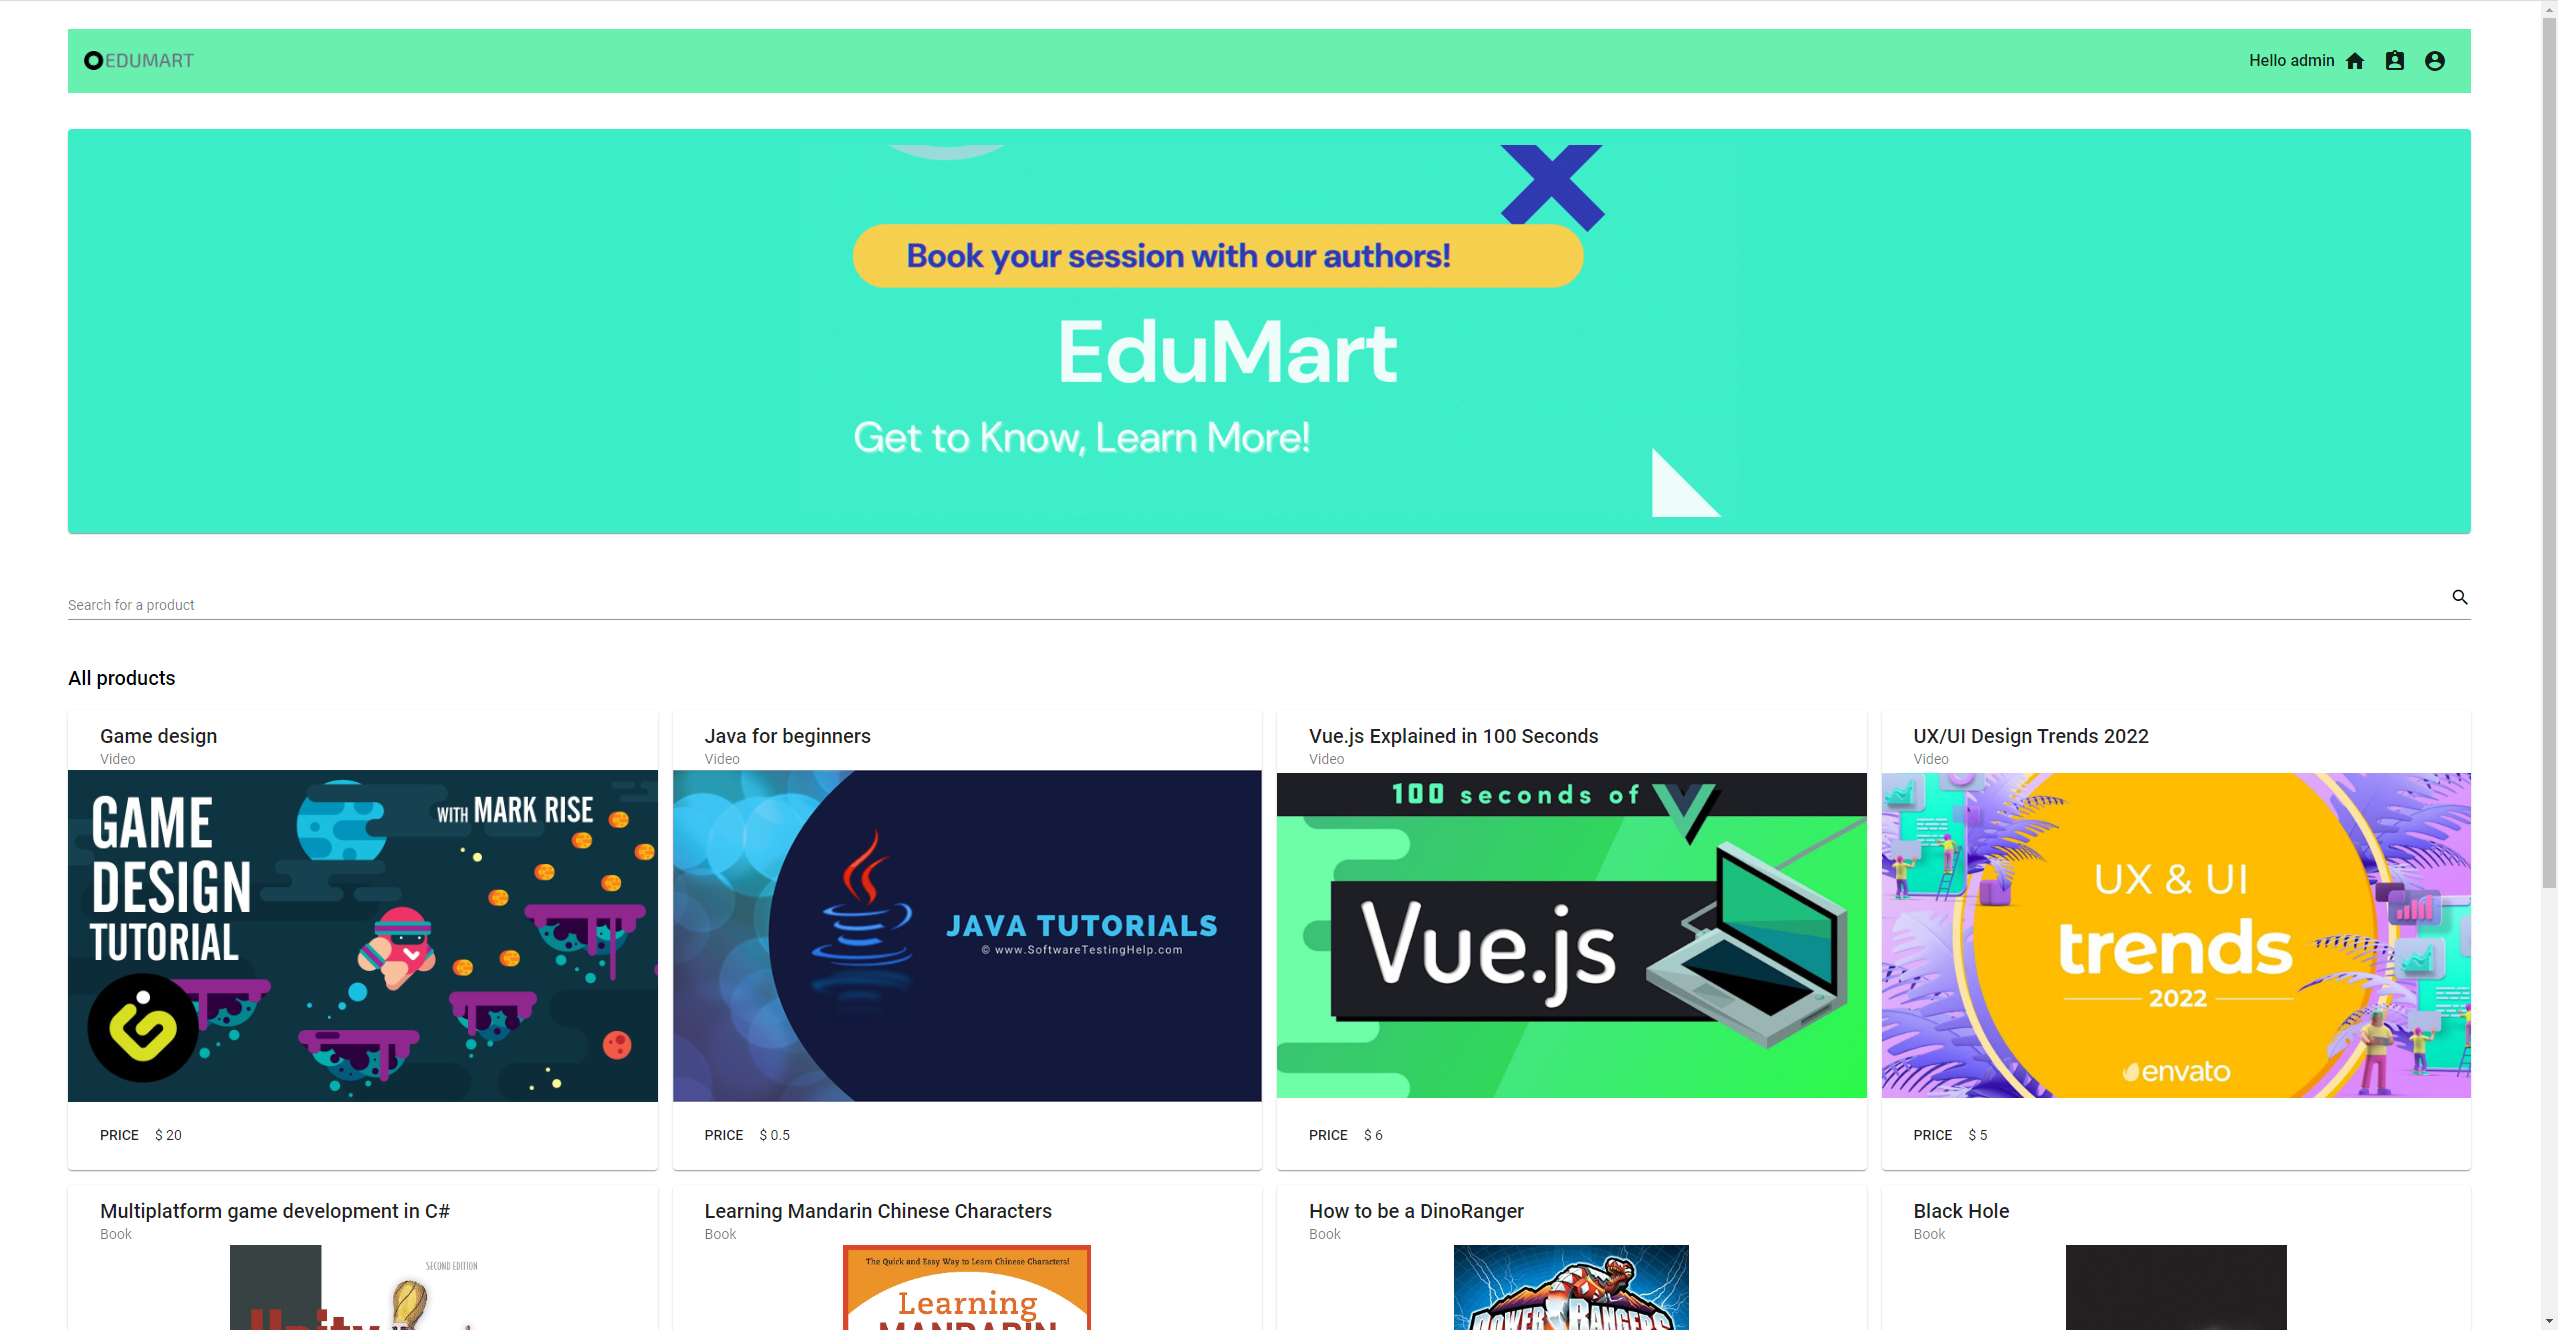 EDUMART
Hello admin
Book your session with our authors!
EduMart
Get to Know, Learn More!
Search for a product
All products
Game design
Video
GAME
DESIGN
TUTORIAL
WITH MARK RISE
PRICE $ 20
Java for beginners
Video
JAVA TUTORIALS
© www.SoftwareTestingHelp.com
PRICE $ 0.5
Vue.js Explained in 100 Seconds
Video
100 seconds of
Vue.js
PRICE $ 6
UX/UI Design Trends 2022
Video
UX & UI
trends
2022
envato
PRICE $ 5
Multiplatform game development in C#
Book
SECOND EDITION
Unity
Learning Mandarin Chinese Characters
Book
The Quick and Easy Way to Learn Chinese Characters!
Learning
MANDARIN
How to be a DinoRanger
Book
POWER RANGERS
Black Hole
Book